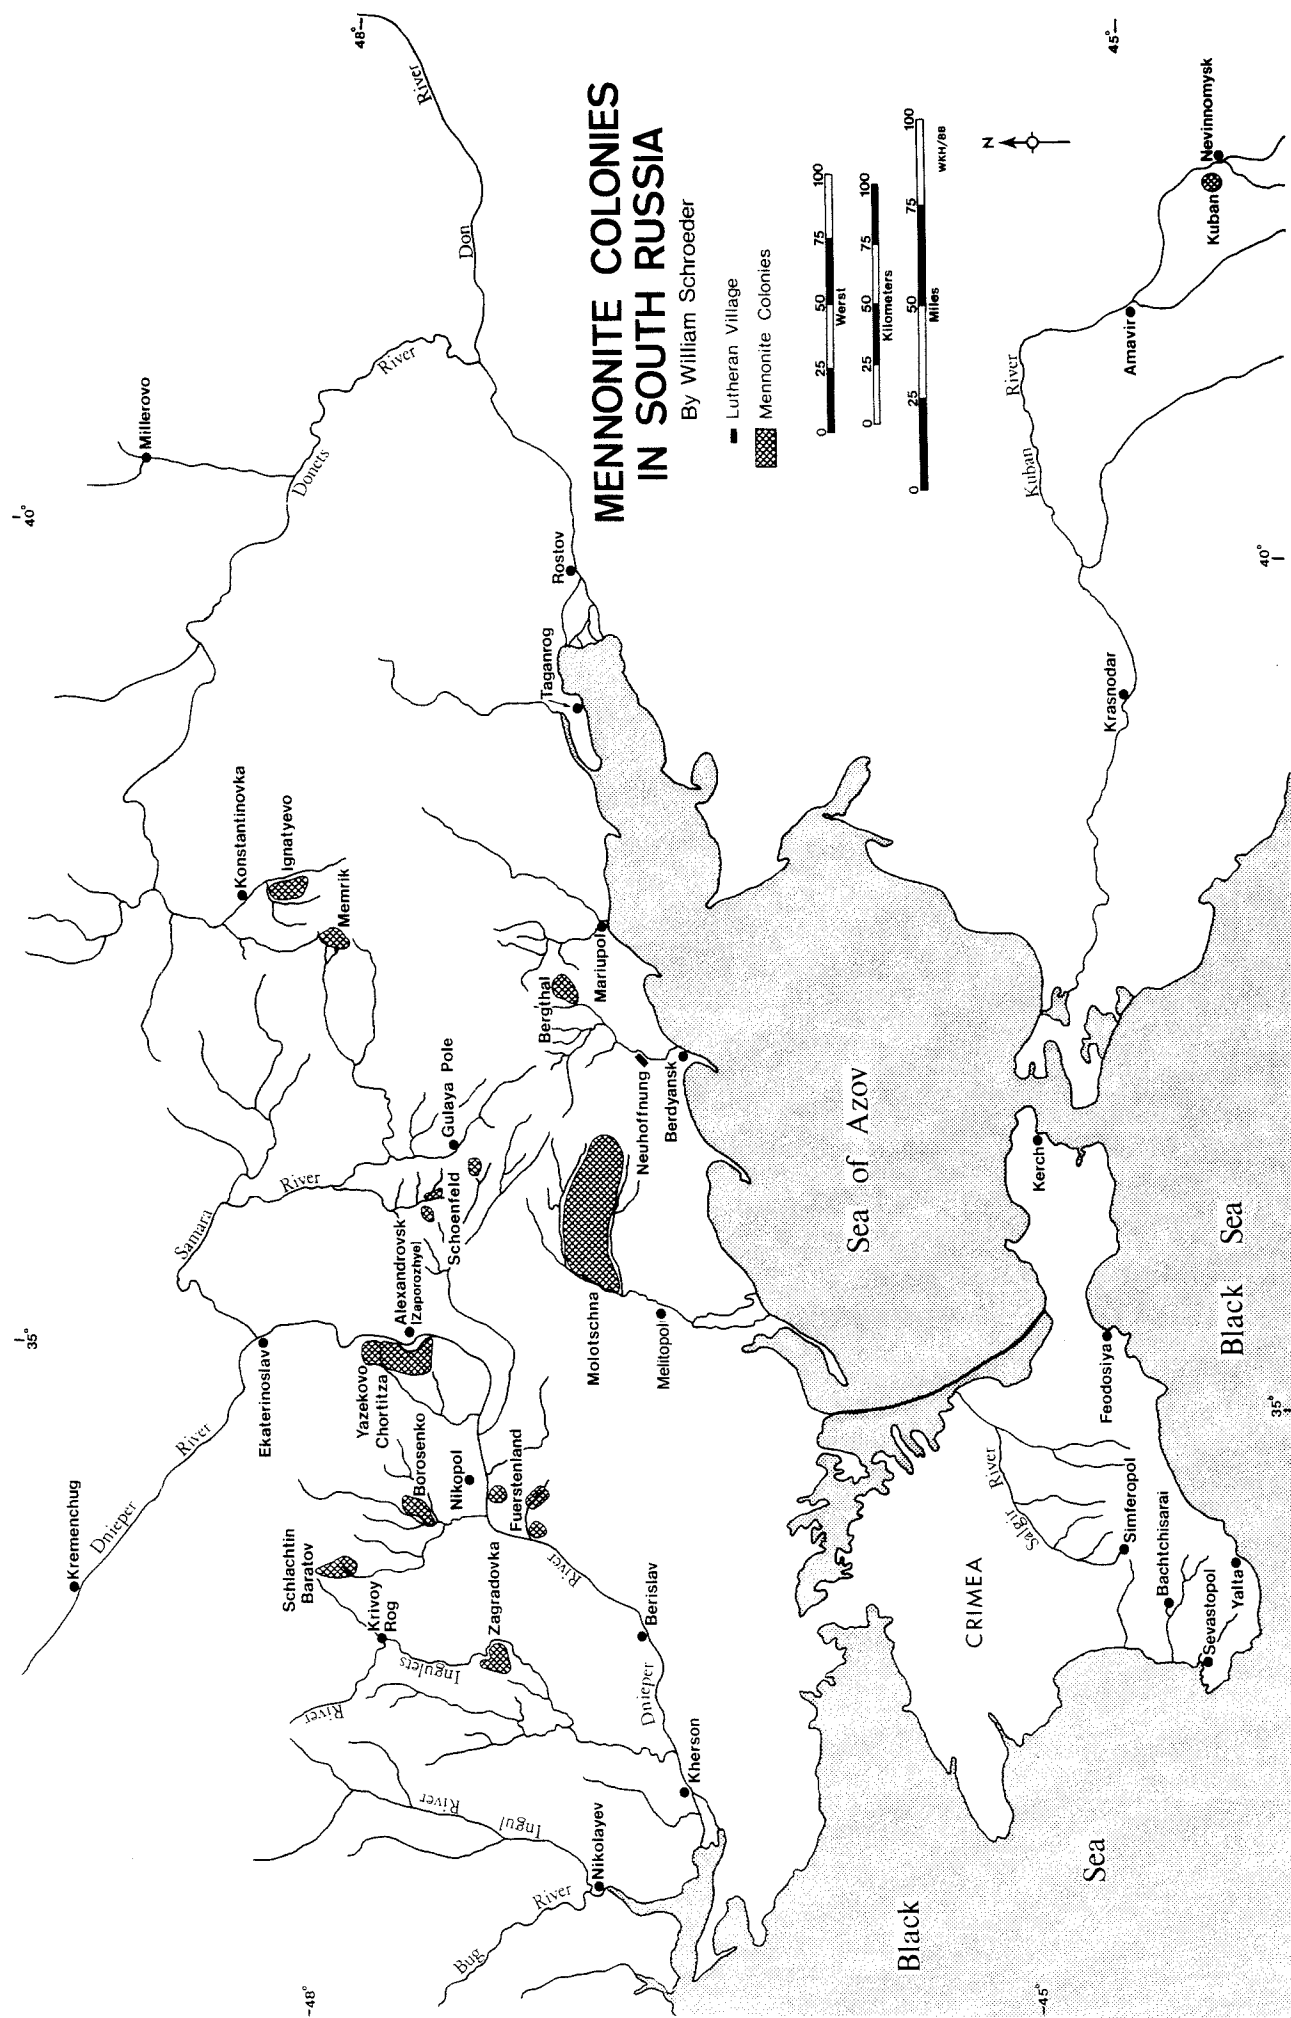 MENNONITE COLONIES
IN SOUTH RUSSIA
By William Schroeder
Lutheran Village
Mennonite Colonies
0 25 50 75 100
Werst
0 25 50 75 100
Kilometers
0 25 50 75 100
Miles
WKH/88
N
48°
40°
35°
48°
45°
40°
35°
45°
Kremenchug
Dnieper
River
Ekaterinoslav
Samara
River
Konstantinovka
Ignatyevo
Memrik
Millerovo
Donets
River
Don
River
Schlachtin
Baratov
Krivoy
Rog
Yazekovo
Chortitza
Alexandrovsk
(Zaporozhye)
Schoenfeld
Gulaya Pole
Borosenko
Nikopol
Fuerstenland
Zagradovka
Ingulets
River
Ingul
River
Bug
River
Nikolayev
Kherson
Dnieper
River
Berislav
Molotschna
Melitopol
Neuhoffnung
Berdyansk
Bergthal
Mariupol
Taganrog
Rostov
Sea of Azov
CRIMEA
Salgir
River
Simferopol
Bachtchisarai
Sevastopol
Yalta
Feodosiya
Kerch
Krasnodar
Kuban
River
Amavir
Kuban
Nevinnomysk
Black
Sea
Black Sea